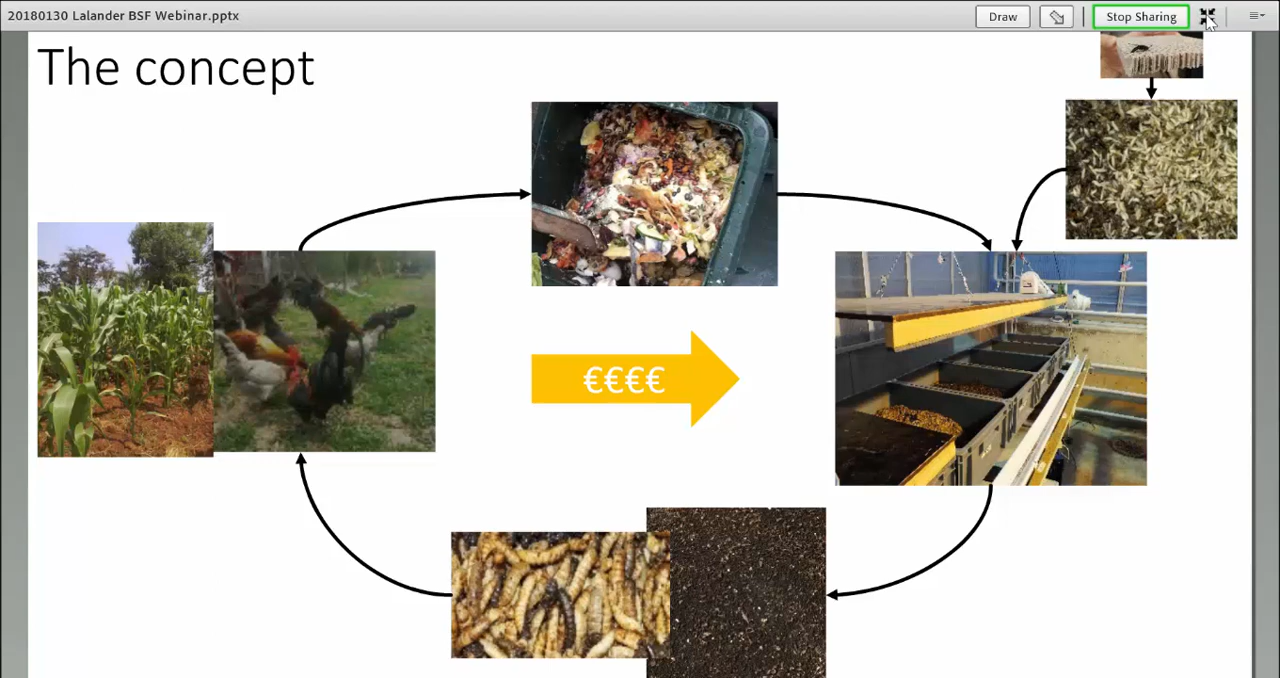 20180130 Lalander BSF Webinar.pptx
Draw
Stop Sharing
The concept
€€€€